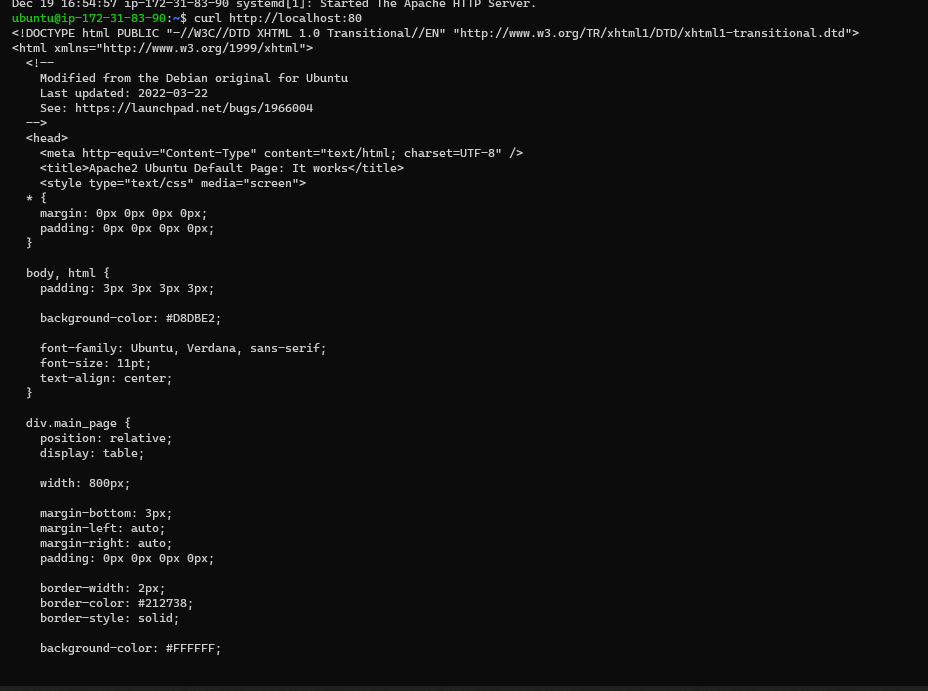 Dec 19 16:54:57 ip-172-31-83-90 systemd[1]: Started The Apache HTTP Server.
ubuntu@ip-172-31-83-90:~$ curl http://localhost:80
<!DOCTYPE html PUBLIC "-//W3C//DTD XHTML 1.0 Transitional//EN" "http://www.w3.org/TR/xhtml1/DTD/xhtml1-transitional.dtd">
<html xmlns="http://www.w3.org/1999/xhtml">
  <!--
    Modified from the Debian original for Ubuntu
    Last updated: 2022-03-22
    See: https://launchpad.net/bugs/1966004
  -->
  <head>
    <meta http-equiv="Content-Type" content="text/html; charset=UTF-8" />
    <title>Apache2 Ubuntu Default Page: It works</title>
    <style type="text/css" media="screen">
  * {
    margin: 0px 0px 0px 0px;
    padding: 0px 0px 0px 0px;
  }

  body, html {
    padding: 3px 3px 3px 3px;

    background-color: #D8DBE2;

    font-family: Ubuntu, Verdana, sans-serif;
    font-size: 11pt;
    text-align: center;
  }

  div.main_page {
    position: relative;
    display: table;

    width: 800px;

    margin-bottom: 3px;
    margin-left: auto;
    margin-right: auto;
    padding: 0px 0px 0px 0px;

    border-width: 2px;
    border-color: #212738;
    border-style: solid;

    background-color: #FFFFFF;